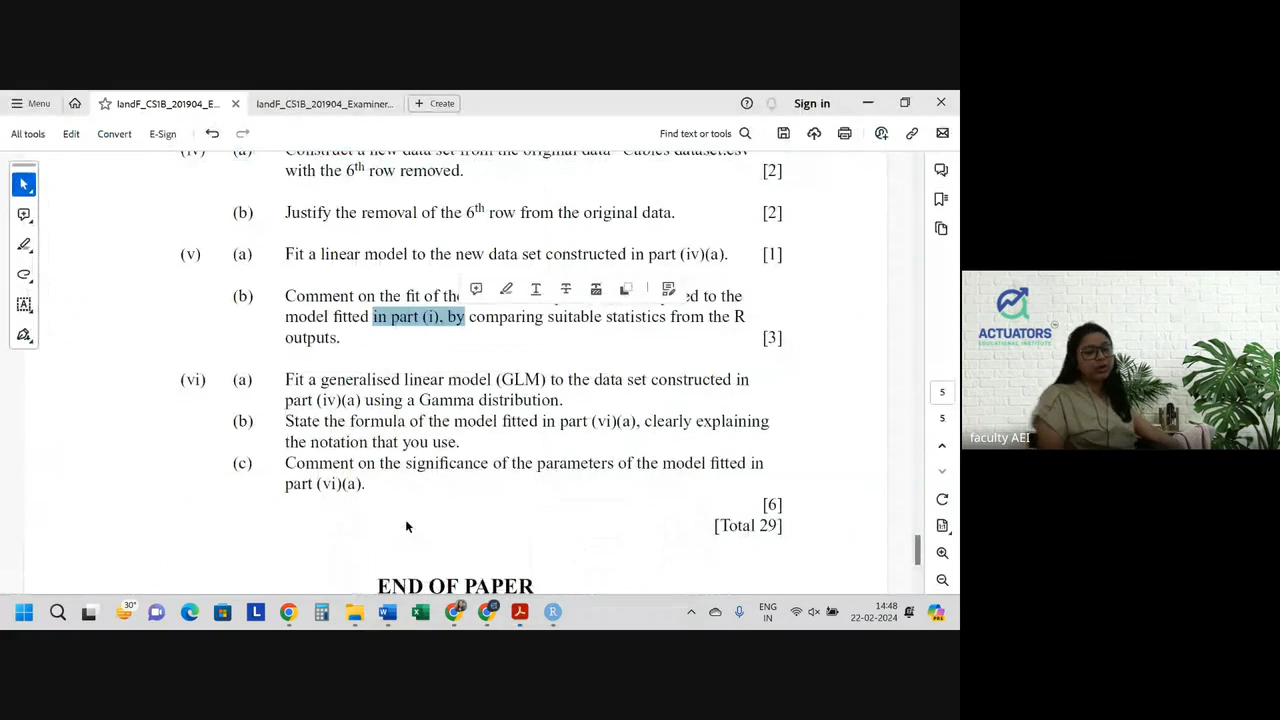 Menu
IandF_CS1B_201904_E...
IandF_CS1B_201904_Examiner...
Create
Sign in
All tools
Edit
Convert
E-Sign
Find text or tools
(iv) (a) Construct a new data set from the original data "Cables dataset.csv"
with the 6th row removed. [2]
(b) Justify the removal of the 6th row from the original data. [2]
(v) (a) Fit a linear model to the new data set constructed in part (iv)(a). [1]
(b) Comment on the fit of the ed to the
model fitted in part (i), by comparing suitable statistics from the R
outputs. [3]
(vi) (a) Fit a generalised linear model (GLM) to the data set constructed in
part (iv)(a) using a Gamma distribution.
(b) State the formula of the model fitted in part (vi)(a), clearly explaining
the notation that you use.
(c) Comment on the significance of the parameters of the model fitted in
part (vi)(a).
[6]
[Total 29]
END OF PAPER
5
5
30°
ENG
IN
14:48
22-02-2024
ACTUATORS
EDUCATIONAL INSTITUTE
faculty AEI